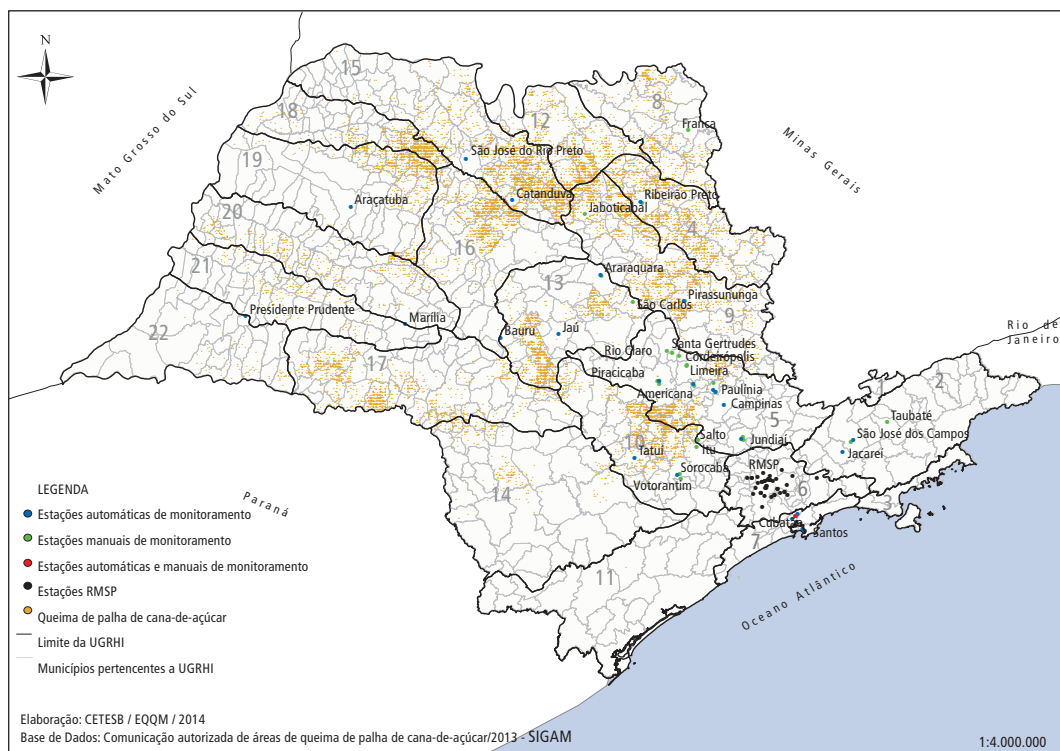 N
Mato Grosso do Sul
Minas Gerais
Rio de
Janeiro
Paraná
Oceano Atlântico
15
18
19
20
21
22
12
8
16
4
13
9
17
10
5
14
6
11
7
3
1
2
Franca
São José do Rio Preto
Catanduva
Ribeirão Preto
Jaboticabal
Araçatuba
Araraquara
São Carlos
Pirassununga
Presidente Prudente
Marília
Bauru
Jaú
Rio Claro
Santa Gertrudes
Cordeirópolis
Piracicaba
Limeira
Americana
Paulínia
Campinas
Taubaté
São José dos Campos
Jacareí
Salto
Itu
Jundiaí
Tatuí
Sorocaba
Votorantim
RMSP
Cubatão
Santos
LEGENDA
Estações automáticas de monitoramento
Estações manuais de monitoramento
Estações automáticas e manuais de monitoramento
Estações RMSP
Queima de palha de cana-de-açúcar
Limite da UGRHI
Municípios pertencentes a UGRHI
Elaboração: CETESB / EQQM / 2014
Base de Dados: Comunicação autorizada de áreas de queima de palha de cana-de-açúcar/2013 - SIGAM
1:4.000.000